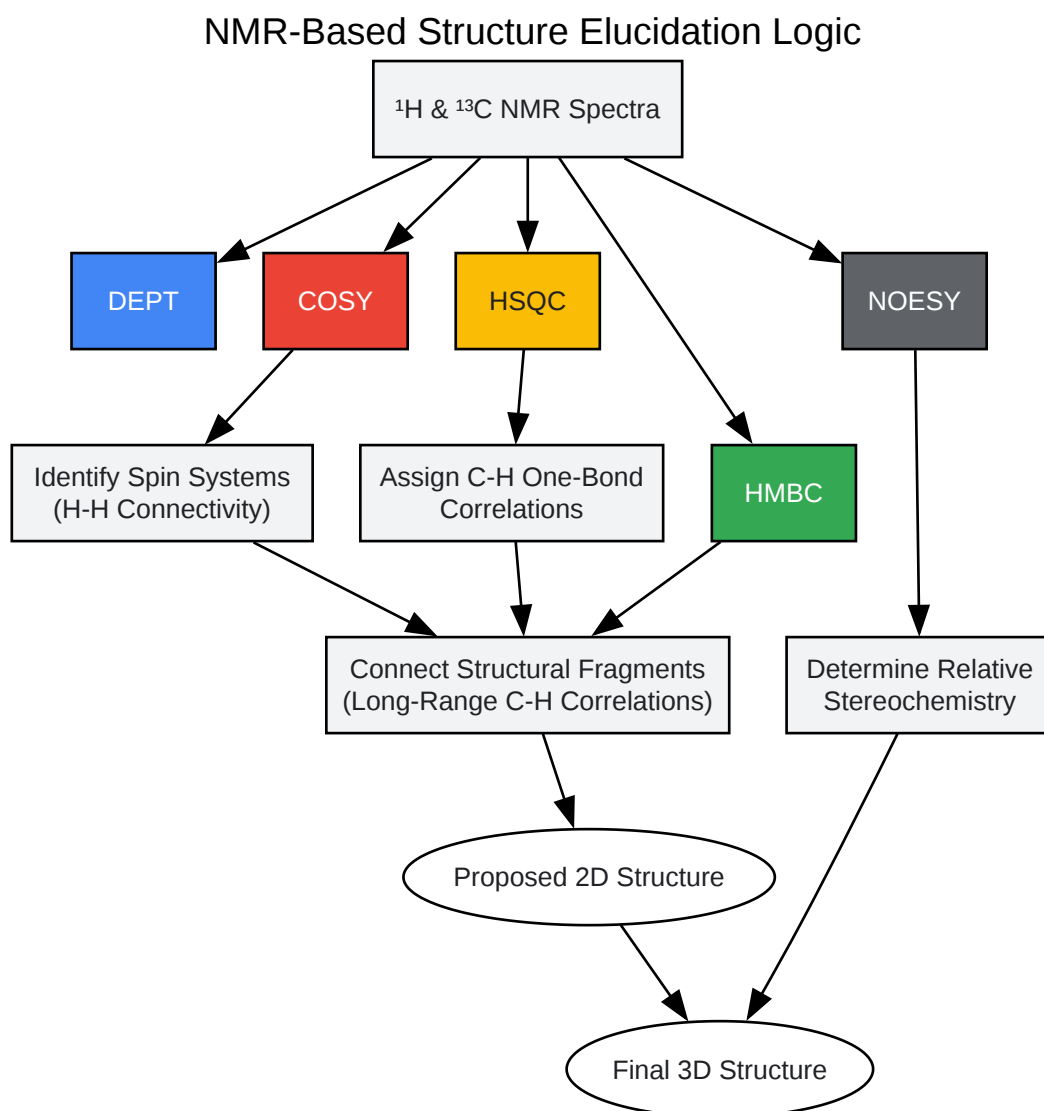 NMR-Based Structure Elucidation Logic
¹H & ¹³C NMR Spectra
DEPT
COSY
HSQC
NOESY
Identify Spin Systems
(H-H Connectivity)
Assign C-H One-Bond
Correlations
HMBC
Connect Structural Fragments
(Long-Range C-H Correlations)
Determine Relative
Stereochemistry
Proposed 2D Structure
Final 3D Structure